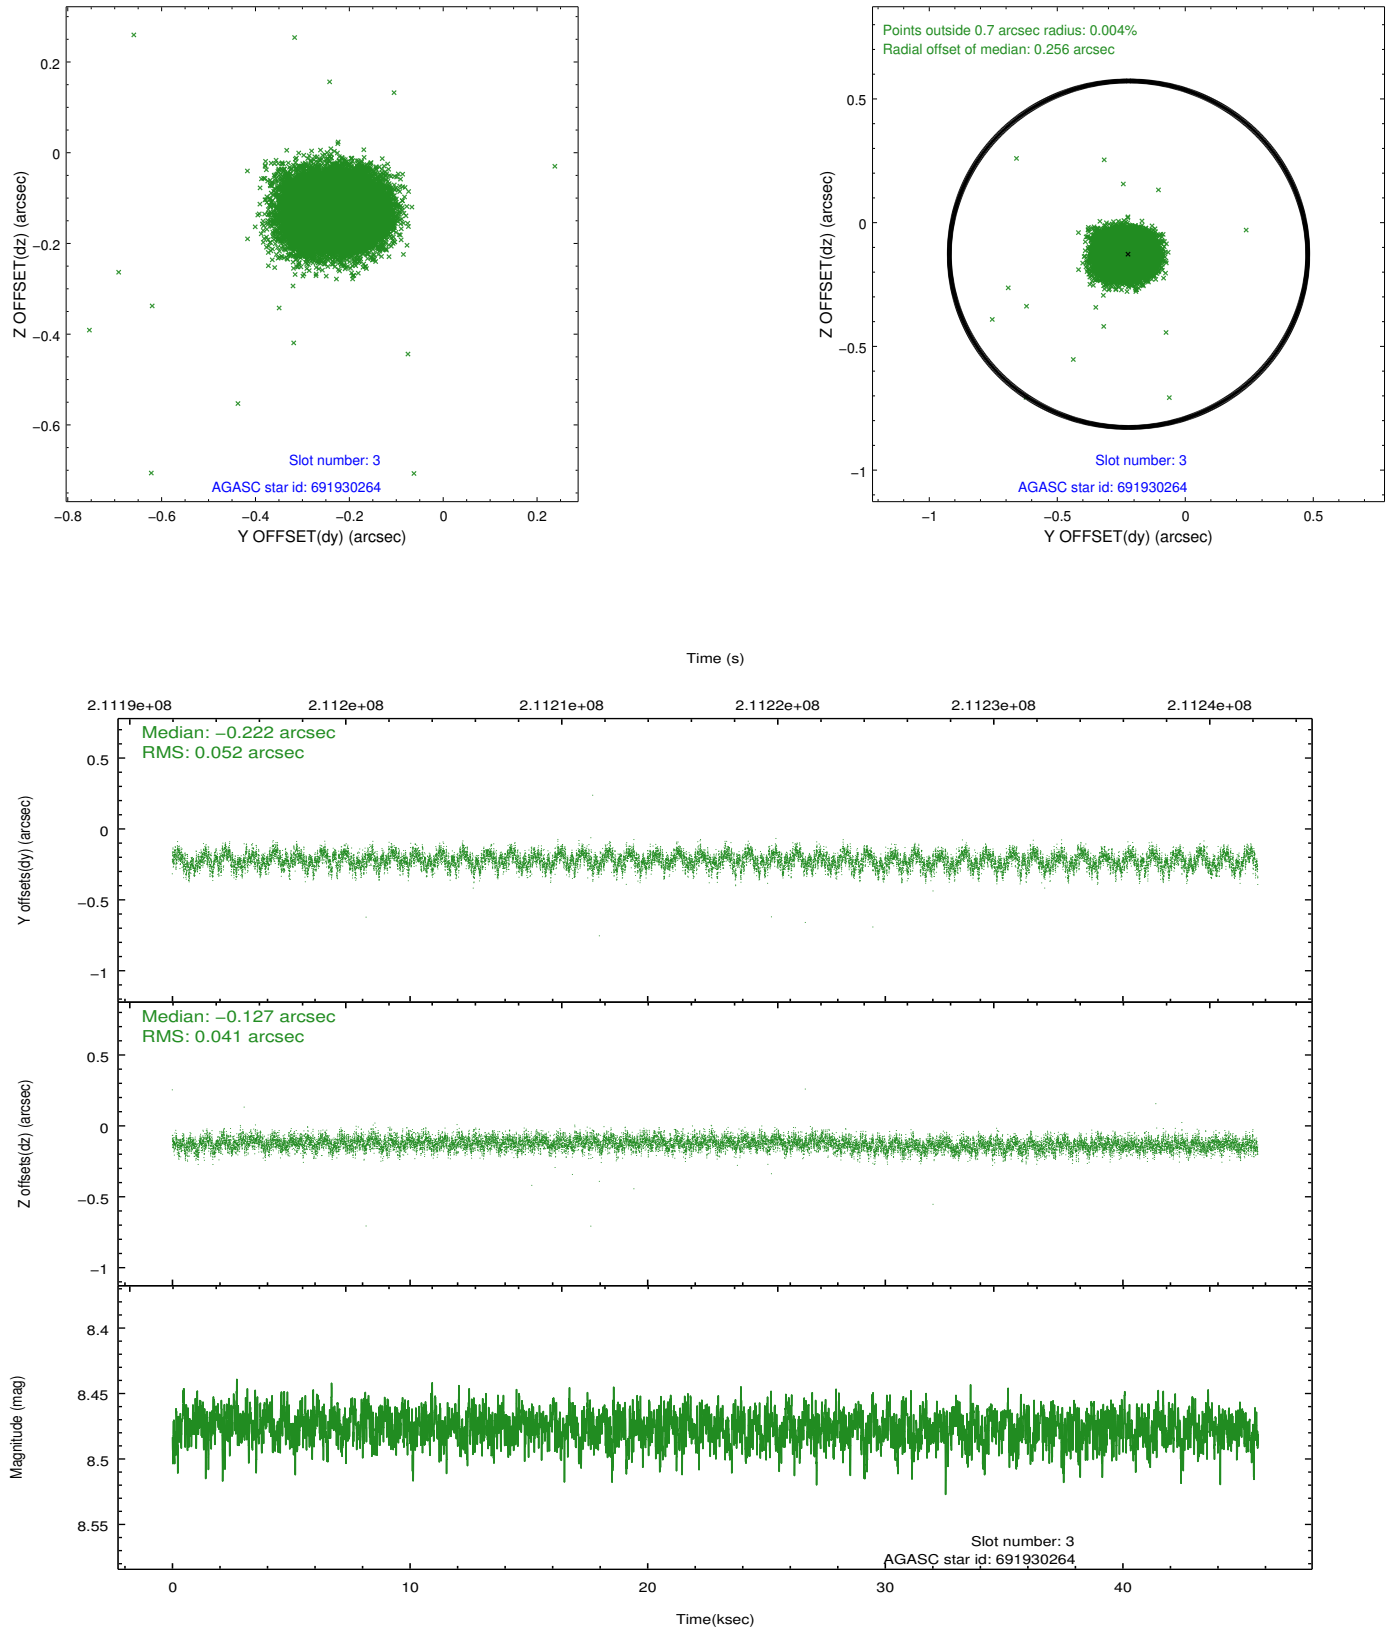 0.2
0
−0.2
−0.4
−0.6
Z OFFSET(dz) (arcsec)
Slot number: 3
AGASC star id: 691930264
−0.8 −0.6 −0.4 −0.2 0 0.2
Y OFFSET(dy) (arcsec)
Points outside 0.7 arcsec radius: 0.004%
Radial offset of median: 0.256 arcsec
0.5
0
−0.5
−1
Z OFFSET(dz) (arcsec)
Slot number: 3
AGASC star id: 691930264
−1 −0.5 0 0.5
Y OFFSET(dy) (arcsec)
Time (s)
2.1119e+08 2.112e+08 2.1121e+08 2.1122e+08 2.1123e+08 2.1124e+08
Median: −0.222 arcsec
RMS: 0.052 arcsec
0.5
0
−0.5
−1
Y offsets(dy) (arcsec)
Median: −0.127 arcsec
RMS: 0.041 arcsec
0.5
0
−0.5
−1
Z offsets(dz) (arcsec)
8.4
8.45
8.5
8.55
Magnitude (mag)
Slot number: 3
AGASC star id: 691930264
0 10 20 30 40
Time(ksec)